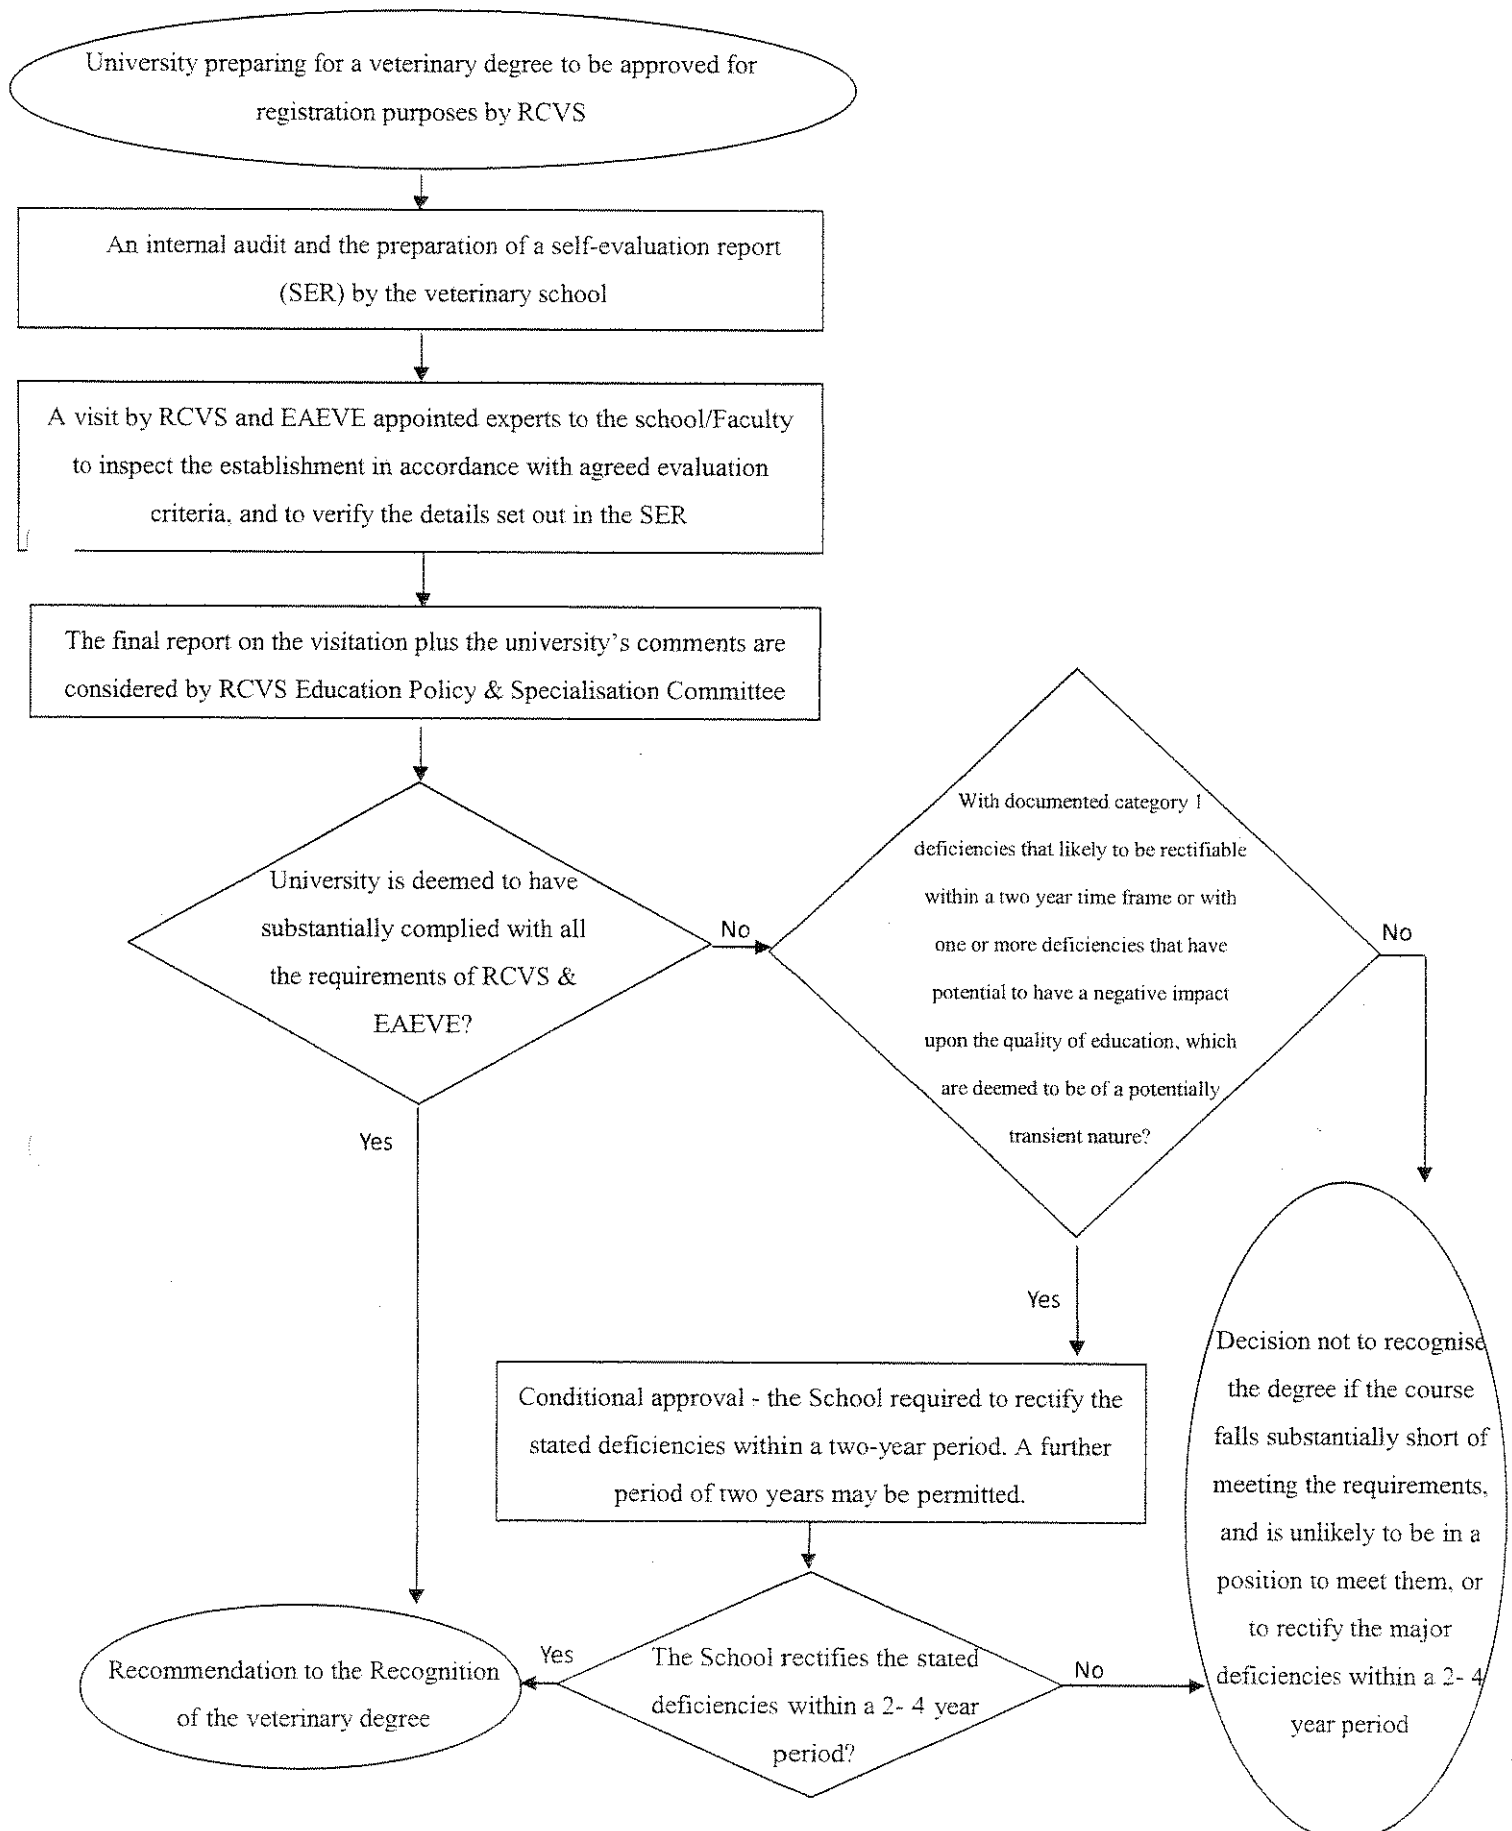 University preparing for a veterinary degree to be approved for
registration purposes by RCVS
An internal audit and the preparation of a self-evaluation report
(SER) by the veterinary school
A visit by RCVS and EAEVE appointed experts to the school/Faculty
to inspect the establishment in accordance with agreed evaluation
criteria, and to verify the details set out in the SER
The final report on the visitation plus the university's comments are
considered by RCVS Education Policy & Specialisation Committee
University is deemed to have
substantially complied with all
the requirements of RCVS &
EAEVE?
No
With documented category 1
deficiencies that likely to be rectifiable
within a two year time frame or with
one or more deficiencies that have
potential to have a negative impact
upon the quality of education, which
are deemed to be of a potentially
transient nature?
No
Yes
Yes
Conditional approval - the School required to rectify the
stated deficiencies within a two-year period. A further
period of two years may be permitted.
Decision not to recognise
the degree if the course
falls substantially short of
meeting the requirements,
and is unlikely to be in a
position to meet them, or
to rectify the major
deficiencies within a 2- 4
year period
The School rectifies the stated
deficiencies within a 2- 4 year
period?
Yes
No
Recommendation to the Recognition
of the veterinary degree